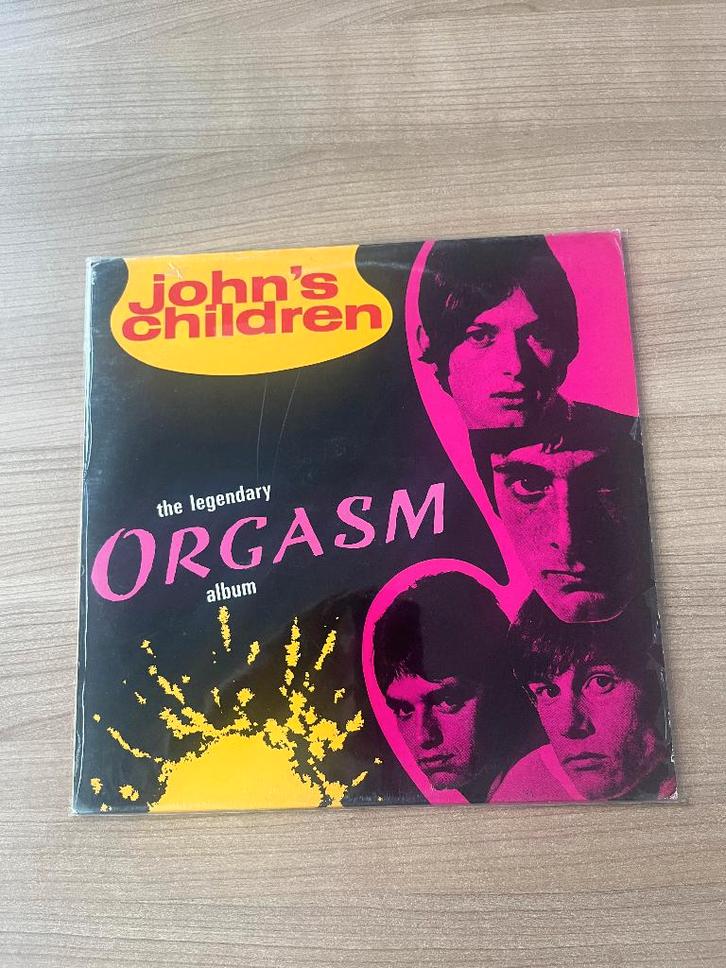 john's
children
the legendary
ORGASM
album